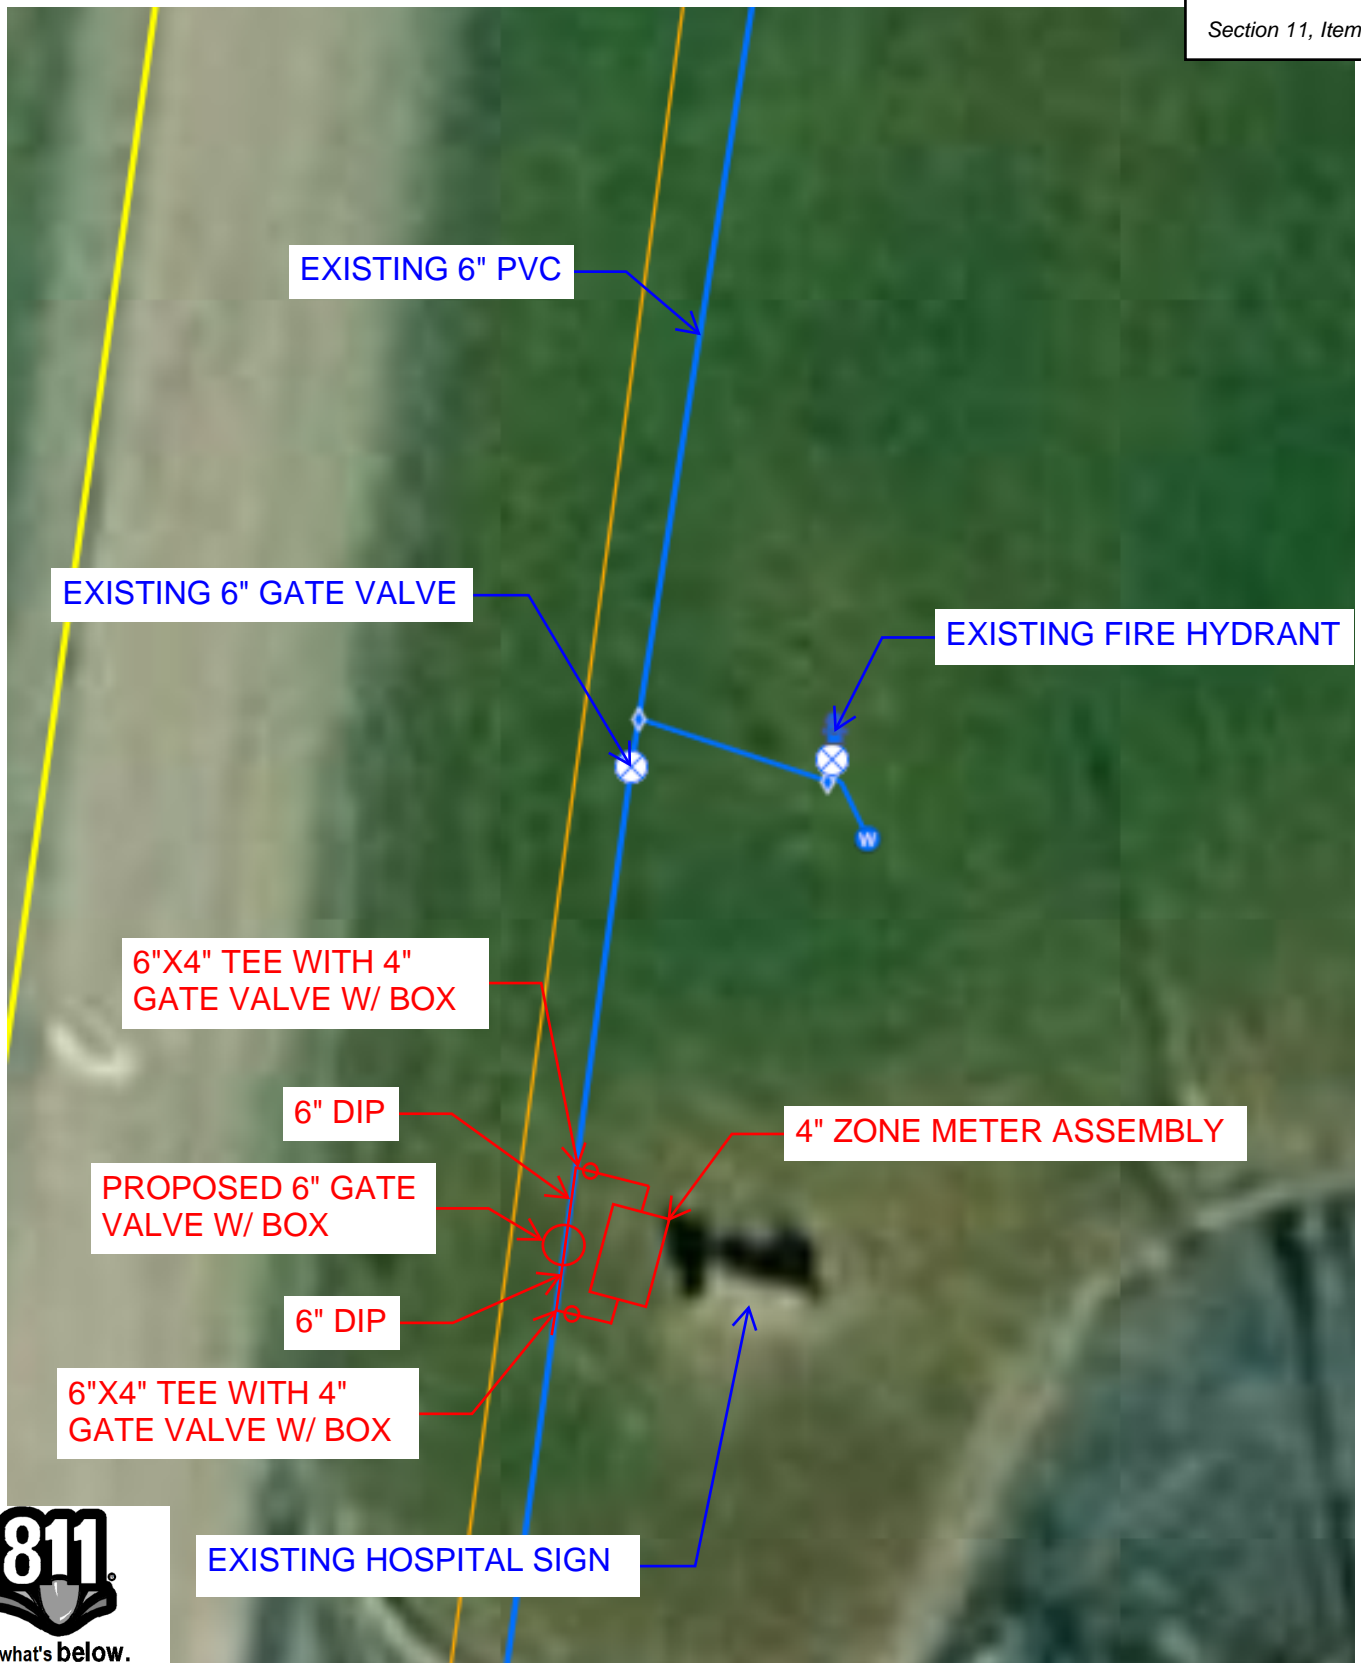 Section 11, Item
EXISTING 6" PVC
EXISTING 6" GATE VALVE
EXISTING FIRE HYDRANT
W
6"X4" TEE WITH 4"
GATE VALVE W/ BOX
6" DIP
4" ZONE METER ASSEMBLY
PROPOSED 6" GATE
VALVE W/ BOX
6" DIP
6"X4" TEE WITH 4"
GATE VALVE W/ BOX
EXISTING HOSPITAL SIGN
811
what's below.